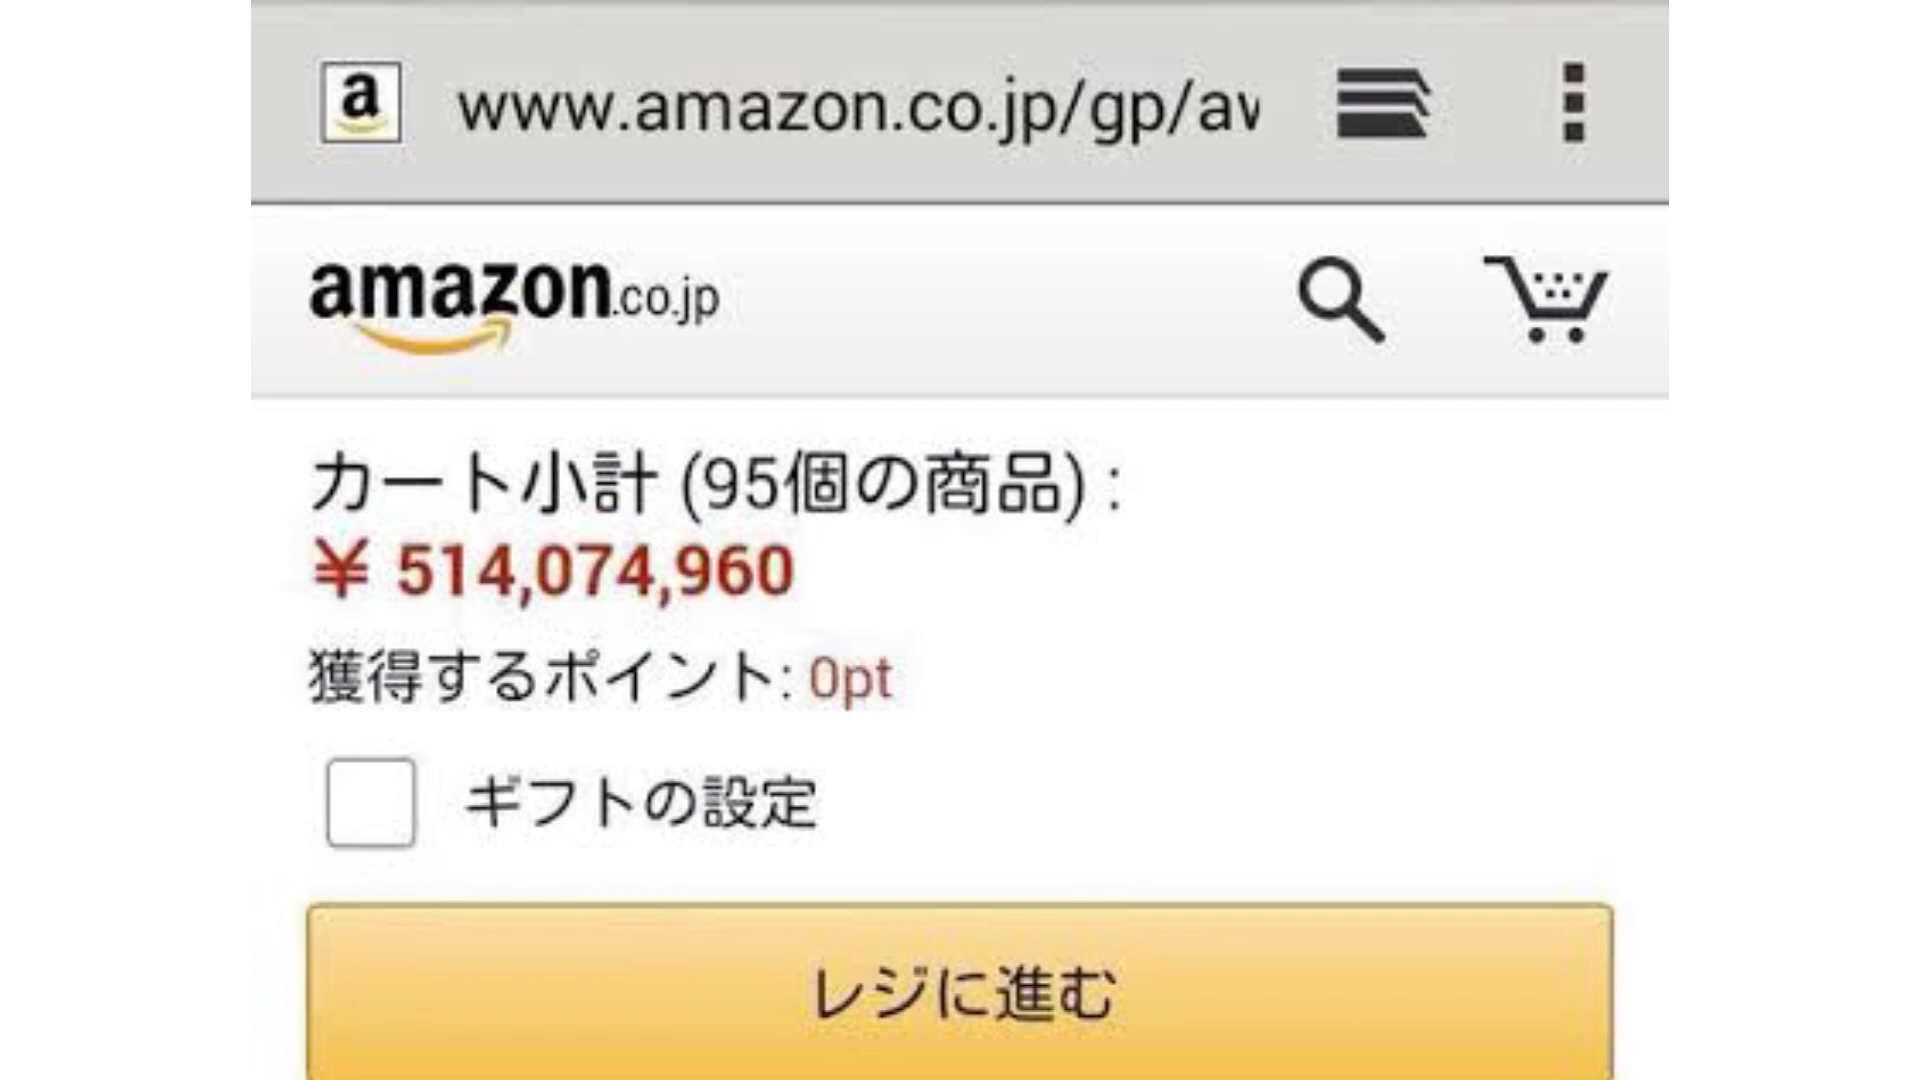 a www.amazon.co.jp/gp/aw
amazon.co.jp
カート小計 (95個の商品) :
¥ 514,074,960
獲得するポイント: 0pt
ギフトの設定
レジに進む